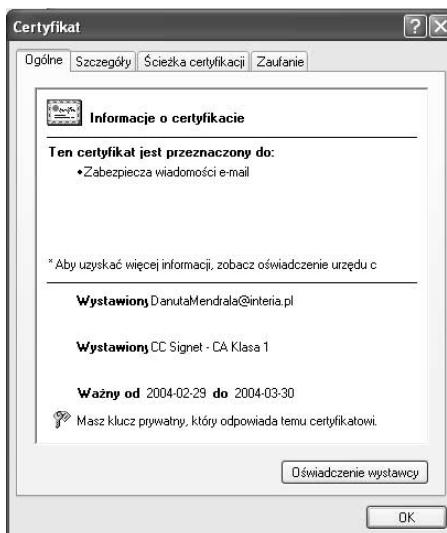 Certyfikat
Ogólne Szczegóły Ścieżka certyfikacji Zaufanie
Informacje o certyfikacie
Ten certyfikat jest przeznaczony do:
•Zabezpiecza wiadomości e-mail
* Aby uzyskać więcej informacji, zobacz oświadczenie urzędu c
Wystawiony DanutaMendrala@interia.pl
Wystawiony CC Signet - CA Klasa 1
Ważny od 2004-02-29 do 2004-03-30
Masz klucz prywatny, który odpowiada temu certyfikatowi.
Oświadczenie wystawcy
OK